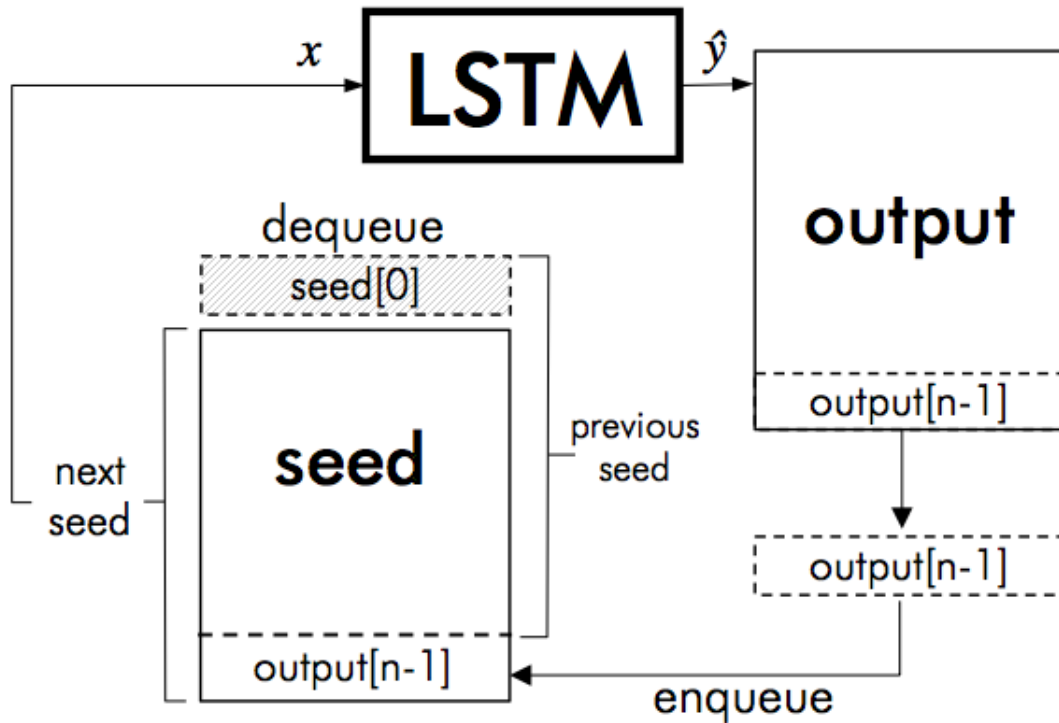 x
LSTM
ŷ
output
output[n-1]
dequeue
seed[0]
seed
previous
seed
next
seed
output[n-1]
output[n-1]
enqueue